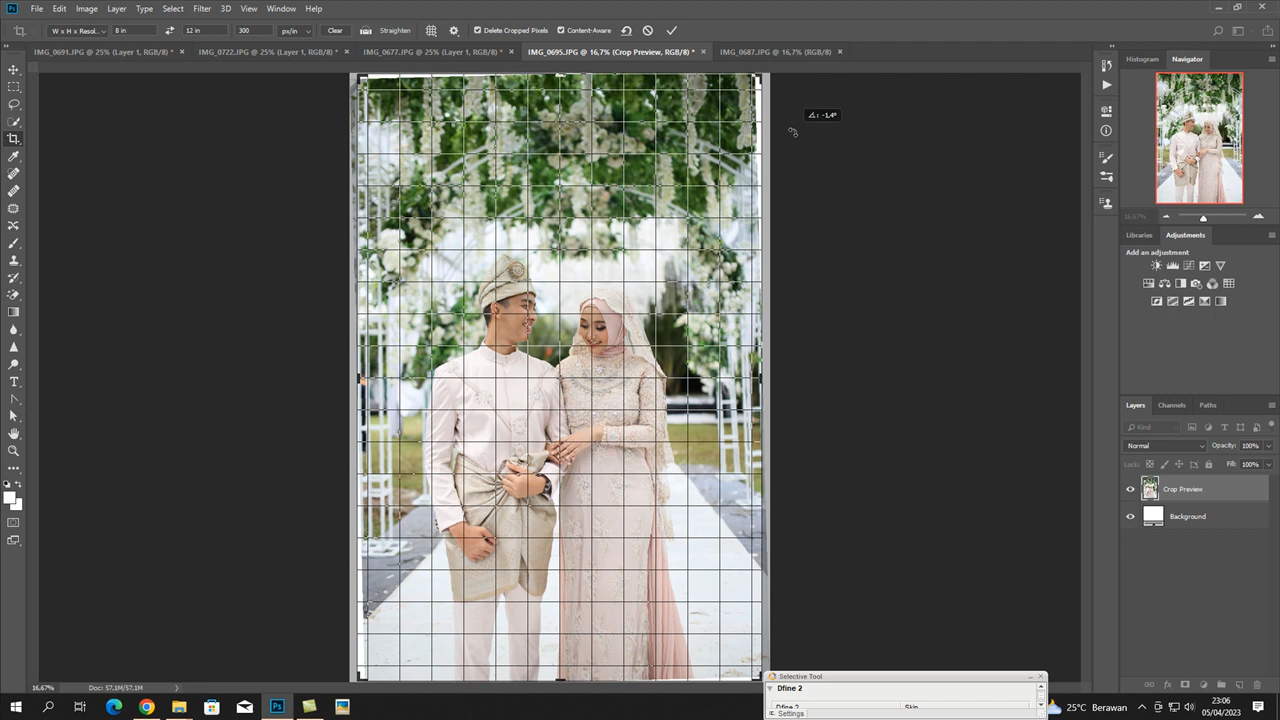 Ps File Edit Image Layer Type Select Filter 3D View Window Help
W x H x Resol... 8 in 12 in 300 px/in Clear Straighten Delete Cropped Pixels Content-Aware
IMG_0691.JPG @ 25% (Layer 1, RGB/8) * × IMG_0722.JPG @ 25% (Layer 1, RGB/8) * × IMG_0677.JPG @ 25% (Layer 1, RGB/8) * × IMG_0695.JPG @ 16,7% (Crop Preview, RGB/8) * × IMG_0687.JPG @ 16,7% (RGB/8) ×
Histogram Navigator
: -1,4°
16,67%
Libraries Adjustments
Add an adjustment
Layers Channels Paths
Kind
Normal Opacity: 100%
Lock: Fill: 100%
Crop Preview
Background
Selective Tool
Dfine 2
Dfine 2 Skin
Settings
16,67% Doc: 57,1M/57,1M
25°C Berawan
23:06
05/04/2023